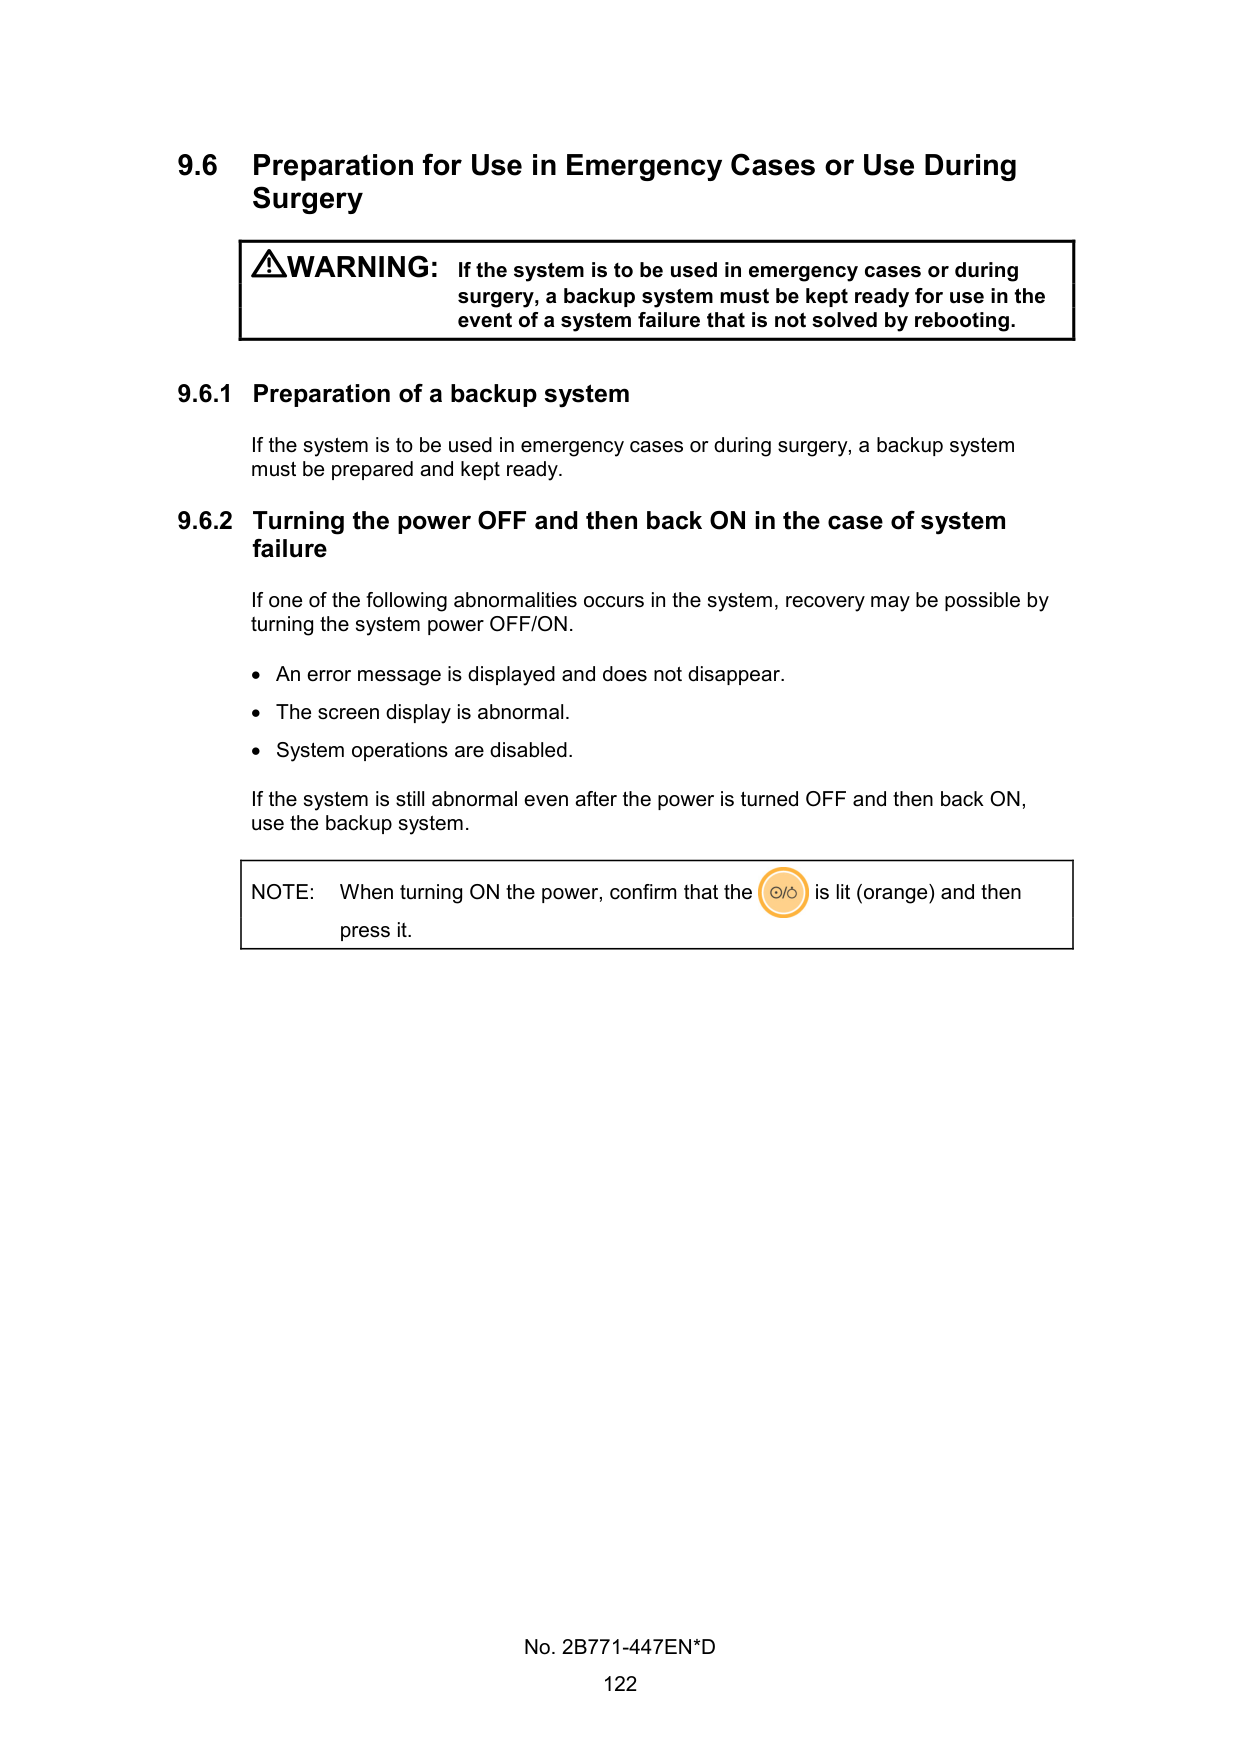 9.6 Preparation for Use in Emergency Cases or Use During
Surgery
⚠WARNING: If the system is to be used in emergency cases or during
surgery, a backup system must be kept ready for use in the
event of a system failure that is not solved by rebooting.
9.6.1 Preparation of a backup system
If the system is to be used in emergency cases or during surgery, a backup system
must be prepared and kept ready.
9.6.2 Turning the power OFF and then back ON in the case of system
failure
If one of the following abnormalities occurs in the system, recovery may be possible by
turning the system power OFF/ON.
• An error message is displayed and does not disappear.
• The screen display is abnormal.
• System operations are disabled.
If the system is still abnormal even after the power is turned OFF and then back ON,
use the backup system.
NOTE: When turning ON the power, confirm that the is lit (orange) and then
press it.
No. 2B771-447EN*D
122